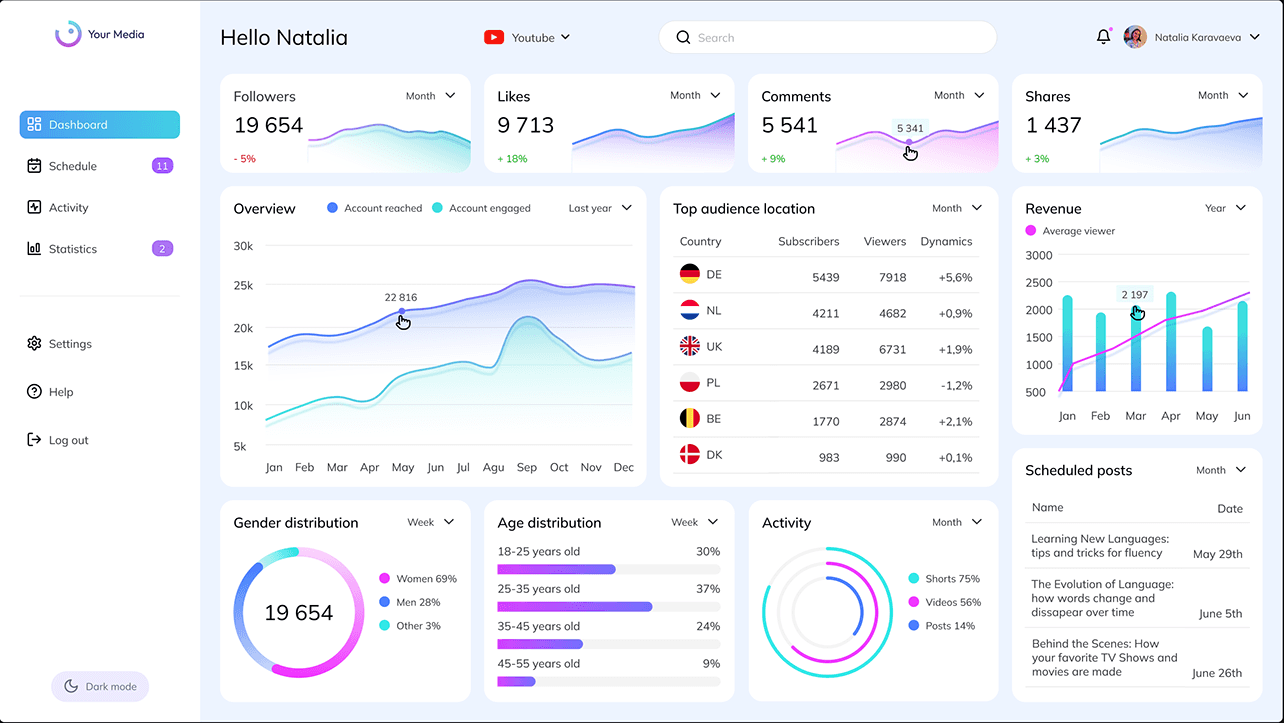 Your Media
Hello Natalia
Youtube
Search
Natalia Karavaeva
Dashboard
Schedule 11
Activity
Statistics 2
Settings
Help
Log out
Dark mode
Followers Month
19 654
- 5%
Likes Month
9 713
+ 18%
Comments Month
5 541
5 341
+ 9%
Shares Month
1 437
+ 3%
Overview Account reached Account engaged Last year
30k
25k
22 816
20k
15k
10k
5k
Jan Feb Mar Apr May Jun Jul Agu Sep Oct Nov Dec
Top audience location Month
Country Subscribers Viewers Dynamics
DE 5439 7918 +5,6%
NL 4211 4682 +0,9%
UK 4189 6731 +1,9%
PL 2671 2980 -1,2%
BE 1770 2874 +2,1%
DK 983 990 +0,1%
Revenue Year
Average viewer
3000
2500
2 197
2000
1500
1000
500
Jan Feb Mar Apr May Jun
Gender distribution Week
19 654
Women 69%
Men 28%
Other 3%
Age distribution Week
18-25 years old 30%
25-35 years old 37%
35-45 years old 24%
45-55 years old 9%
Activity Month
Shorts 75%
Videos 56%
Posts 14%
Scheduled posts Month
Name Date
Learning New Languages:
tips and tricks for fluency May 29th
The Evolution of Language:
how words change and
dissapear over time June 5th
Behind the Scenes: How
your favorite TV Shows and
movies are made June 26th